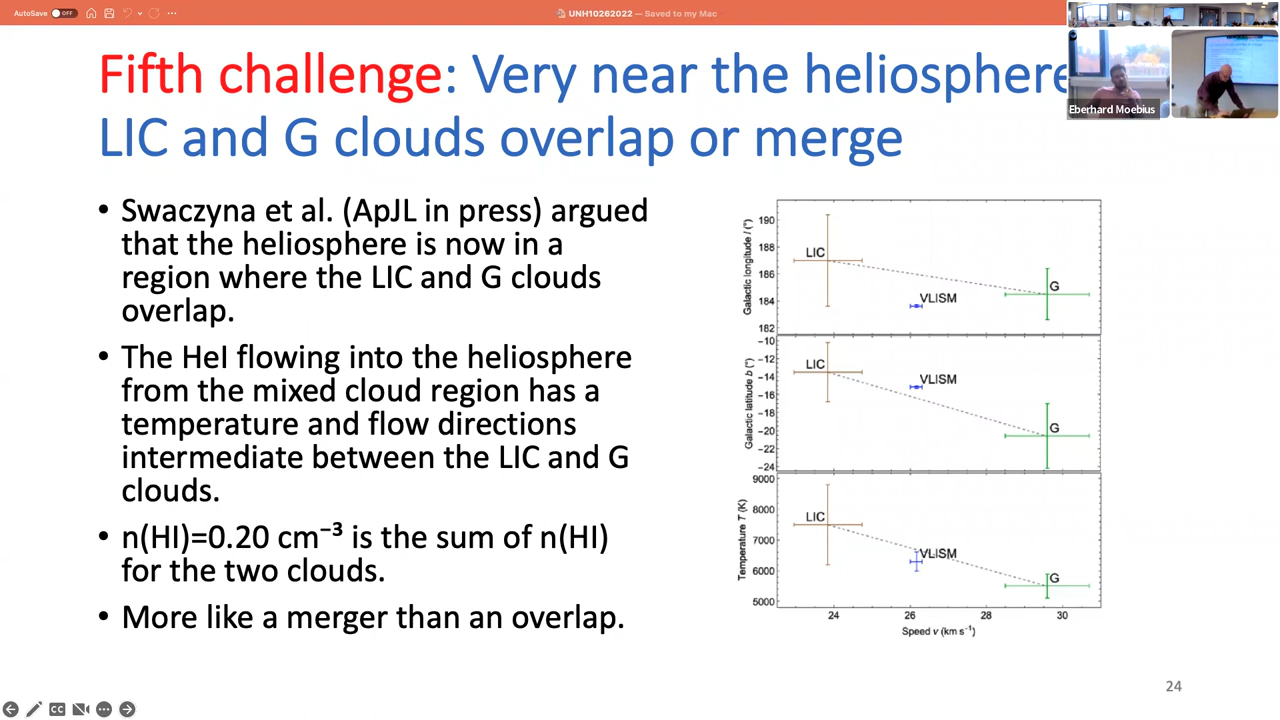 AutoSave OFF
UNH10262022 — Saved to my Mac
Fifth challenge: Very near the heliosphere
LIC and G clouds overlap or merge
Eberhard Moebius
• Swaczyna et al. (ApJL in press) argued
that the heliosphere is now in a
region where the LIC and G clouds
overlap.
• The HeI flowing into the heliosphere
from the mixed cloud region has a
temperature and flow directions
intermediate between the LIC and G
clouds.
• n(HI)=0.20 cm⁻³ is the sum of n(HI)
for the two clouds.
• More like a merger than an overlap.
Galactic longitude l (°)
190
188
186
184
182
LIC
VLISM
G
Galactic latitude b (°)
-10
-12
-14
-16
-18
-20
-22
-24
LIC
VLISM
G
Temperature T (K)
9000
8000
7000
6000
5000
LIC
VLISM
G
24 26 28 30
Speed v (km s⁻¹)
24
CC